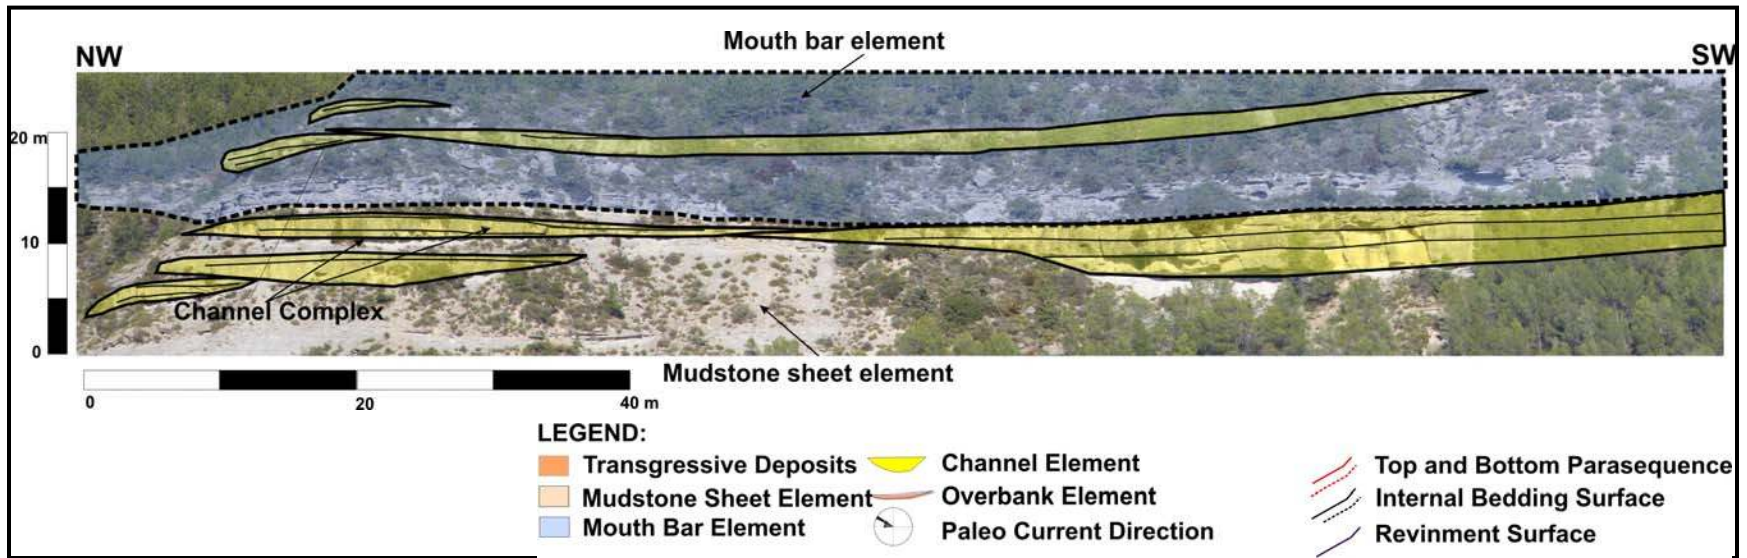 Mouth bar element
NW
SW
20 m
10
0
Channel Complex
Mudstone sheet element
0
20
40 m
LEGEND:
Transgressive Deposits
Channel Element
Top and Bottom Parasequence
Mudstone Sheet Element
Overbank Element
Internal Bedding Surface
Mouth Bar Element
Paleo Current Direction
Revinment Surface